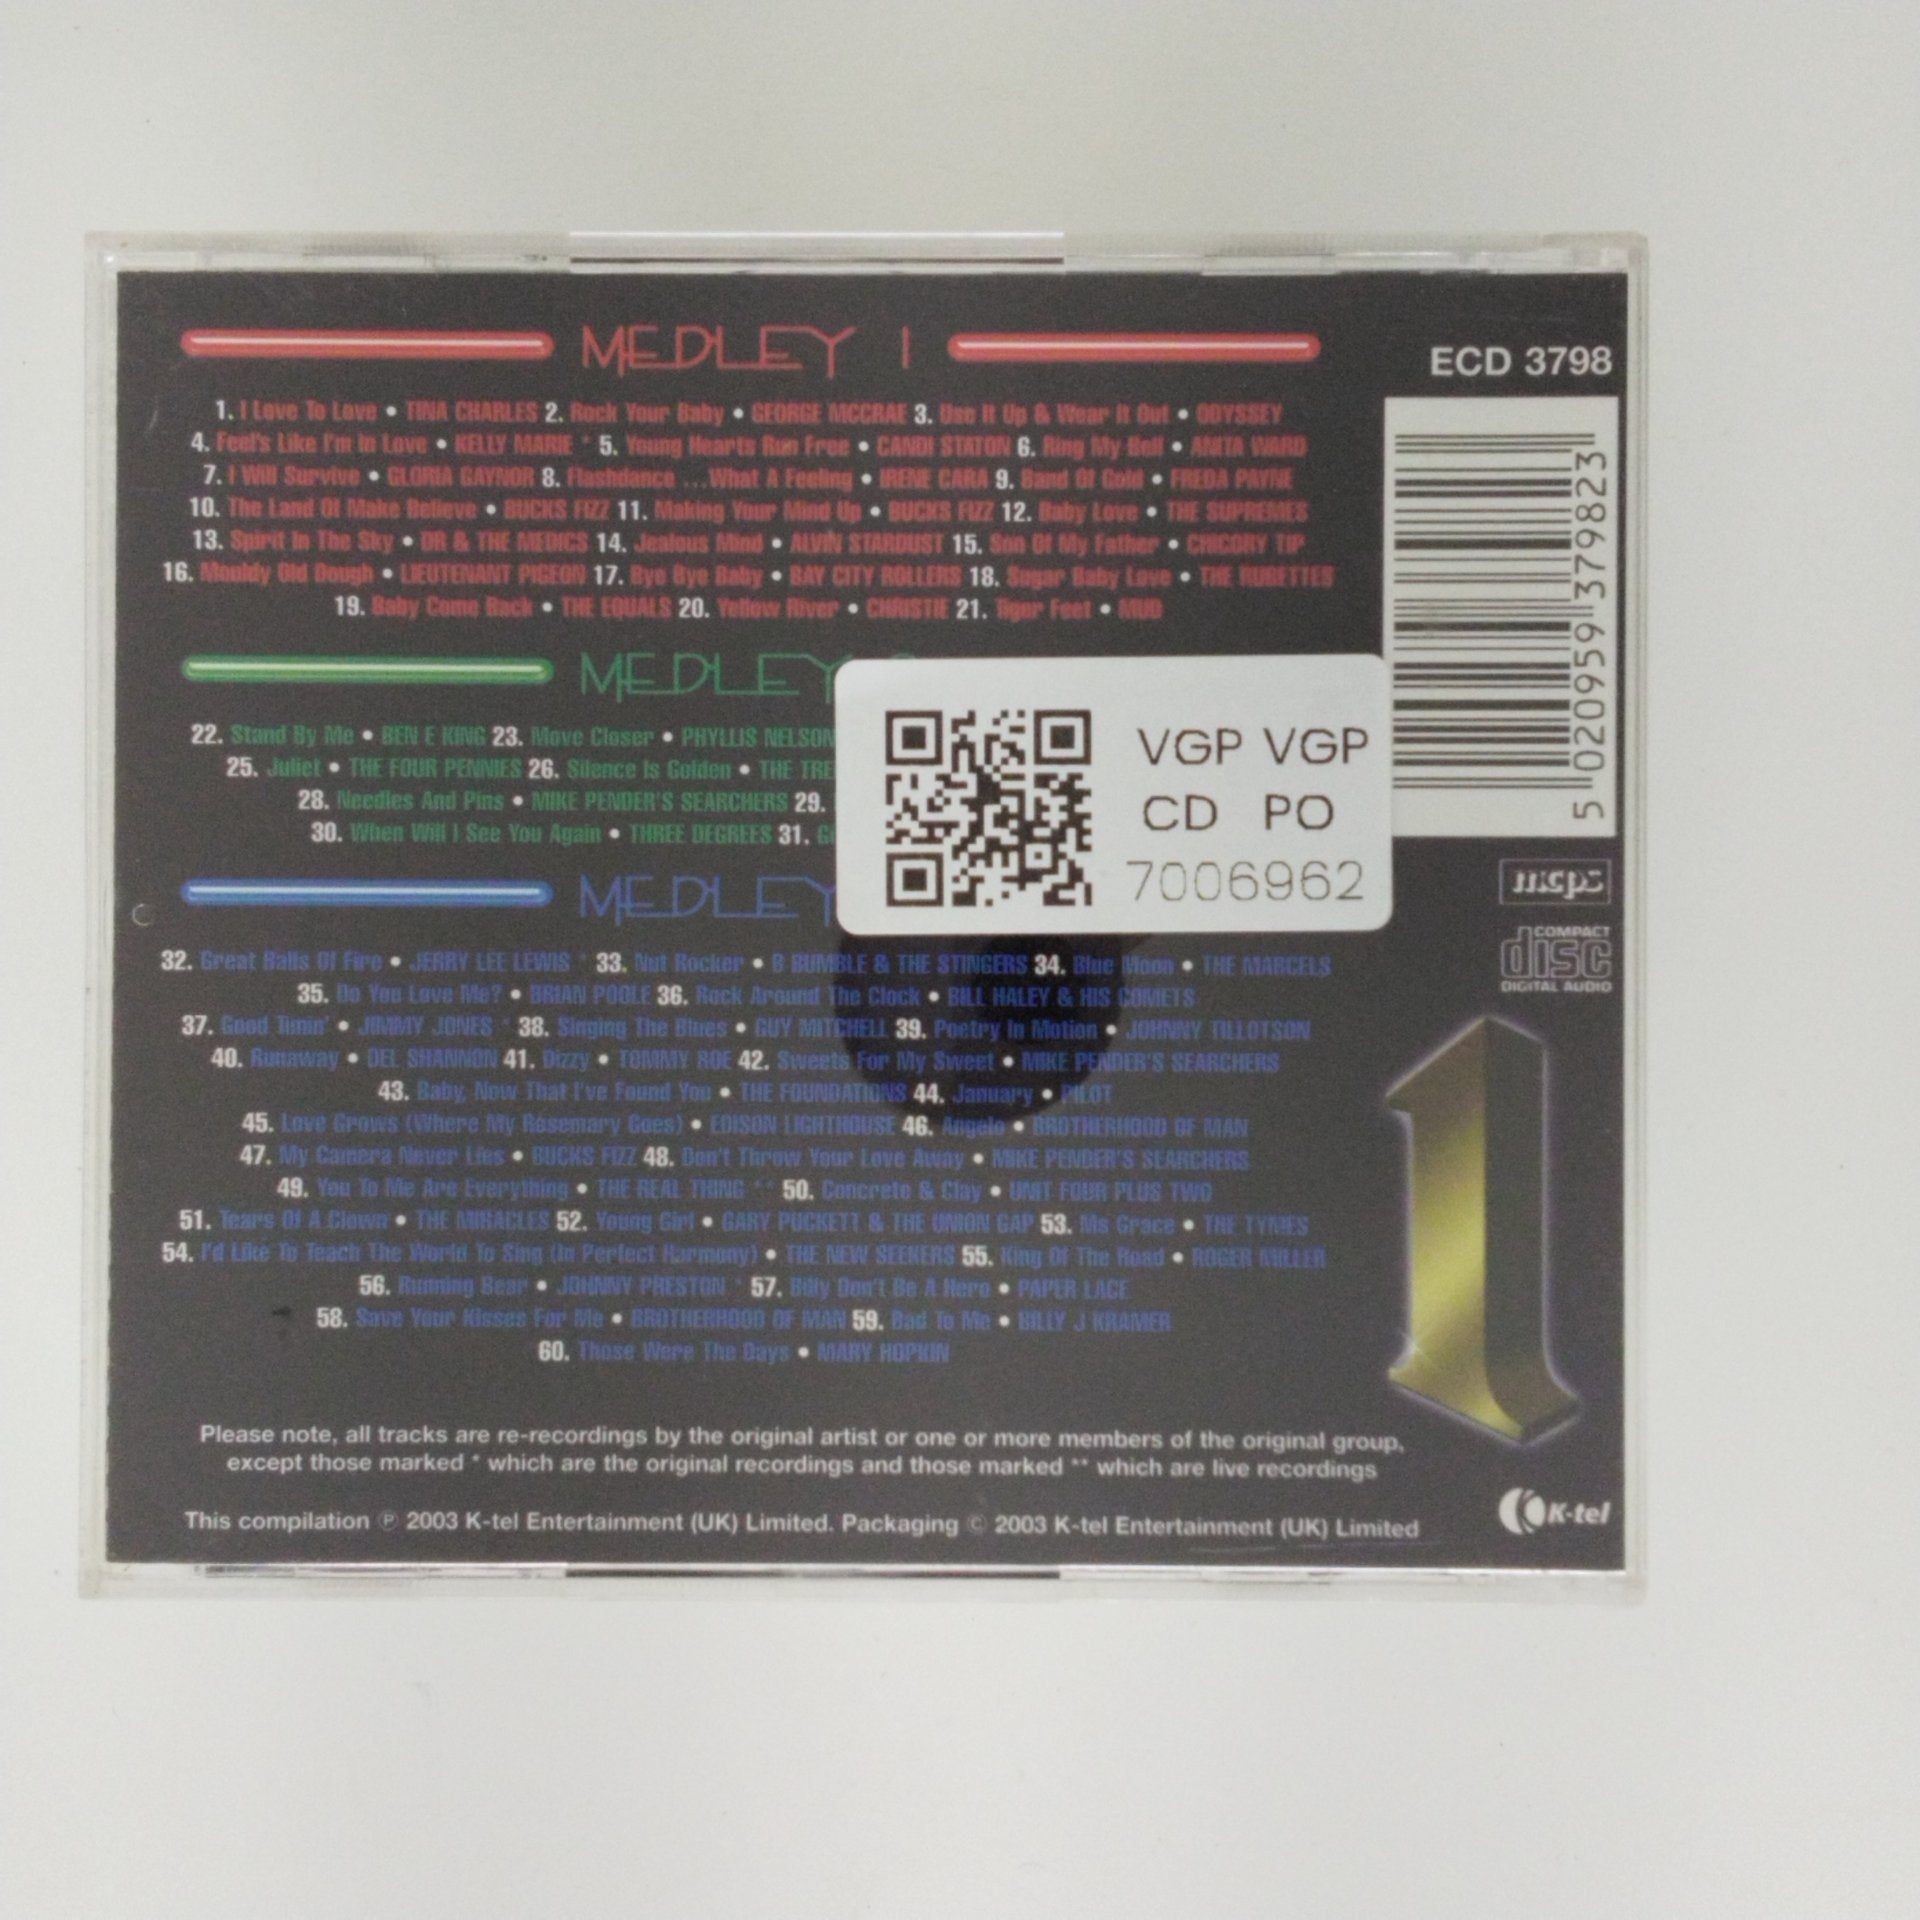 MEDLEY 1
ECD 3798
1. I Love To Love • TINA CHARLES 2. Rock Your Baby • GEORGE MCCRAE 3. Use It Up & Wear It Out • ODYSSEY
4. Feel's Like I'm In Love • KELLY MARIE * 5. Young Hearts Run Free • CANDI STATON 6. Ring My Bell • ANITA WARD
7. I Will Survive • GLORIA GAYNOR 8. Flashdance ...What A Feeling • IRENE CARA 9. Band Of Gold • FREDA PAYNE
10. The Land Of Make Believe • BUCKS FIZZ 11. Making Your Mind Up • BUCKS FIZZ 12. Baby Love • THE SUPREMES
13. Spirit In The Sky • DR & THE MEDICS 14. Jealous Mind • ALVIN STARDUST 15. Son Of My Father • CHICORY TIP
16. Mouldy Old Dough • LIEUTENANT PIGEON 17. Bye Bye Baby • BAY CITY ROLLERS 18. Sugar Baby Love • THE RUBETTES
19. Baby Come Back • THE EQUALS 20. Yellow River • CHRISTIE 21. Tiger Feet • MUD
5 020959 379823
MEDLEY
22. Stand By Me • BEN E KING 23. Move Closer • PHYLLIS NELSON
25. Juliet • THE FOUR PENNIES 26. Silence Is Golden • THE
28. Needles And Pins • MIKE PENDER'S SEARCHERS 29.
30. When Will I See You Again • THREE DEGREES 31.
VGP VGP
CD PO
7006962
MEDLEY
mcps
COMPACT
disc
DIGITAL AUDIO
32. Great Balls Of Fire • JERRY LEE LEWIS * 33. Nut Rocker • B BUMBLE & THE STINGERS 34. Blue Moon • THE MARCELS
35. Do You Love Me? • BRIAN POOLE 36. Rock Around The Clock • BILL HALEY & HIS COMETS
37. Good Timin' • JIMMY JONES * 38. Singing The Blues • GUY MITCHELL 39. Poetry In Motion • JOHNNY TILLOTSON
40. Runaway • DEL SHANNON 41. Dizzy • TOMMY ROE 42. Sweets For My Sweet • MIKE PENDER'S SEARCHERS
43. Baby, Now That I've Found You • THE FOUNDATIONS 44. January • PILOT
45. Love Grows (Where My Rosemary Goes) • EDISON LIGHTHOUSE 46. Angelo • BROTHERHOOD OF MAN
47. My Camera Never Lies • BUCKS FIZZ 48. Don't Throw Your Love Away • MIKE PENDER'S SEARCHERS
49. You To Me Are Everything • THE REAL THING ** 50. Concrete & Clay • UNIT FOUR PLUS TWO
51. Tears Of A Clown • THE MIRACLES 52. Young Girl • GARY PUCKETT & THE UNION GAP 53. Ms Grace • THE TYMES
54. I'd Like To Teach The World To Sing (In Perfect Harmony) • THE NEW SEEKERS 55. King Of The Road • ROGER MILLER
56. Running Bear • JOHNNY PRESTON * 57. Billy Don't Be A Hero • PAPER LACE
58. Save Your Kisses For Me • BROTHERHOOD OF MAN 59. Bad To Me • BILLY J KRAMER
60. Those Were The Days • MARY HOPKIN
1
Please note, all tracks are re-recordings by the original artist or one or more members of the original group,
except those marked * which are the original recordings and those marked ** which are live recordings
This compilation ℗ 2003 K-tel Entertainment (UK) Limited. Packaging © 2003 K-tel Entertainment (UK) Limited
K-tel